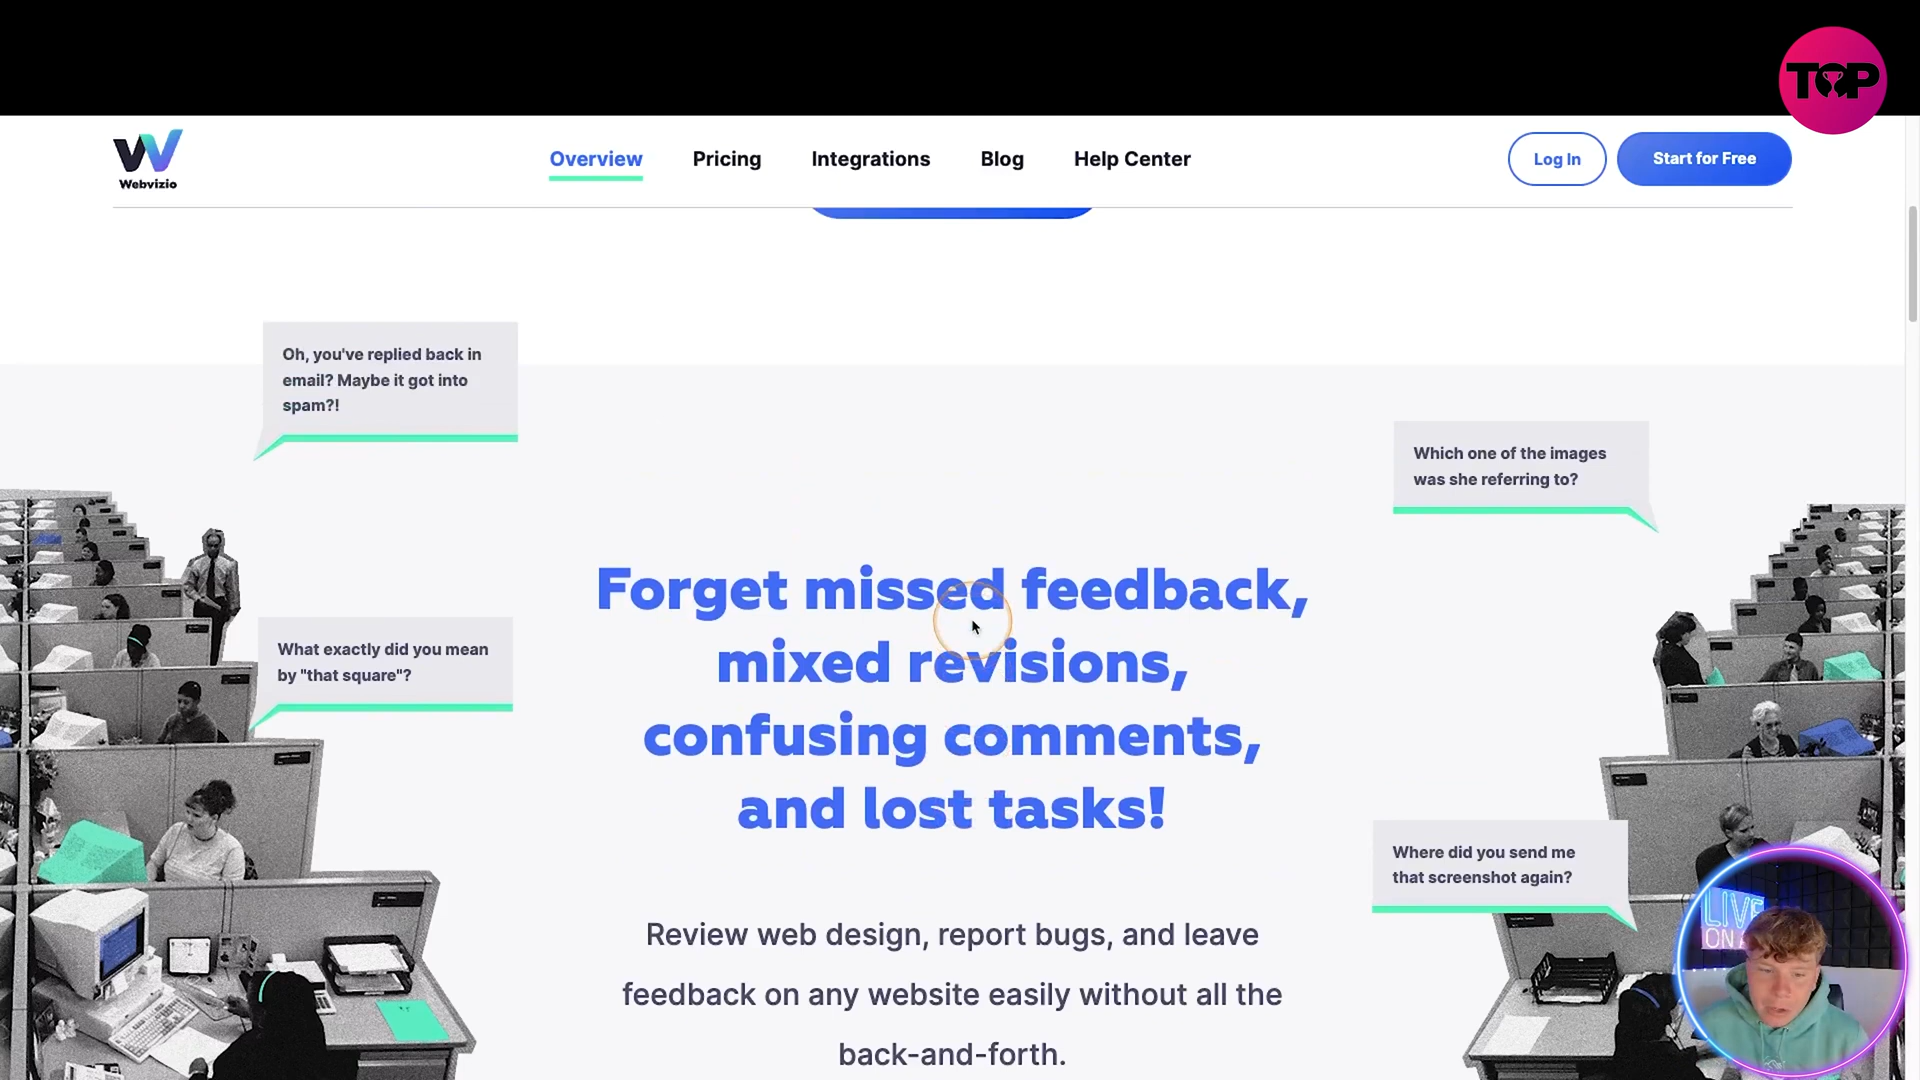 TOP
Webvizio
Overview
Pricing
Integrations
Blog
Help Center
Log In
Start for Free
Oh, you've replied back in
email? Maybe it got into
spam?!
Which one of the images
was she referring to?
Forget missed feedback,
mixed revisions,
confusing comments,
and lost tasks!
What exactly did you mean
by "that square"?
Where did you send me
that screenshot again?
Review web design, report bugs, and leave
feedback on any website easily without all the
back-and-forth.
LIVE
ON